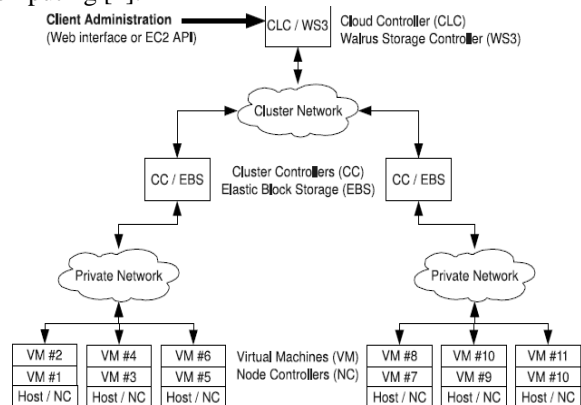 Client Administration
(Web interface or EC2 API)
CLC / WS3
Cloud Controller (CLC)
Walrus Storage Controller (WS3)
Cluster Network
CC / EBS
Cluster Controllers (CC)
Elastic Block Storage (EBS)
CC / EBS
Private Network
Private Network
VM #2 VM #4 VM #6 Virtual Machines (VM) VM #8 VM #10 VM #11
VM #1 VM #3 VM #5 Node Controllers (NC) VM #7 VM #9 VM #10
Host / NC Host / NC Host / NC Host / NC Host / NC Host / NC